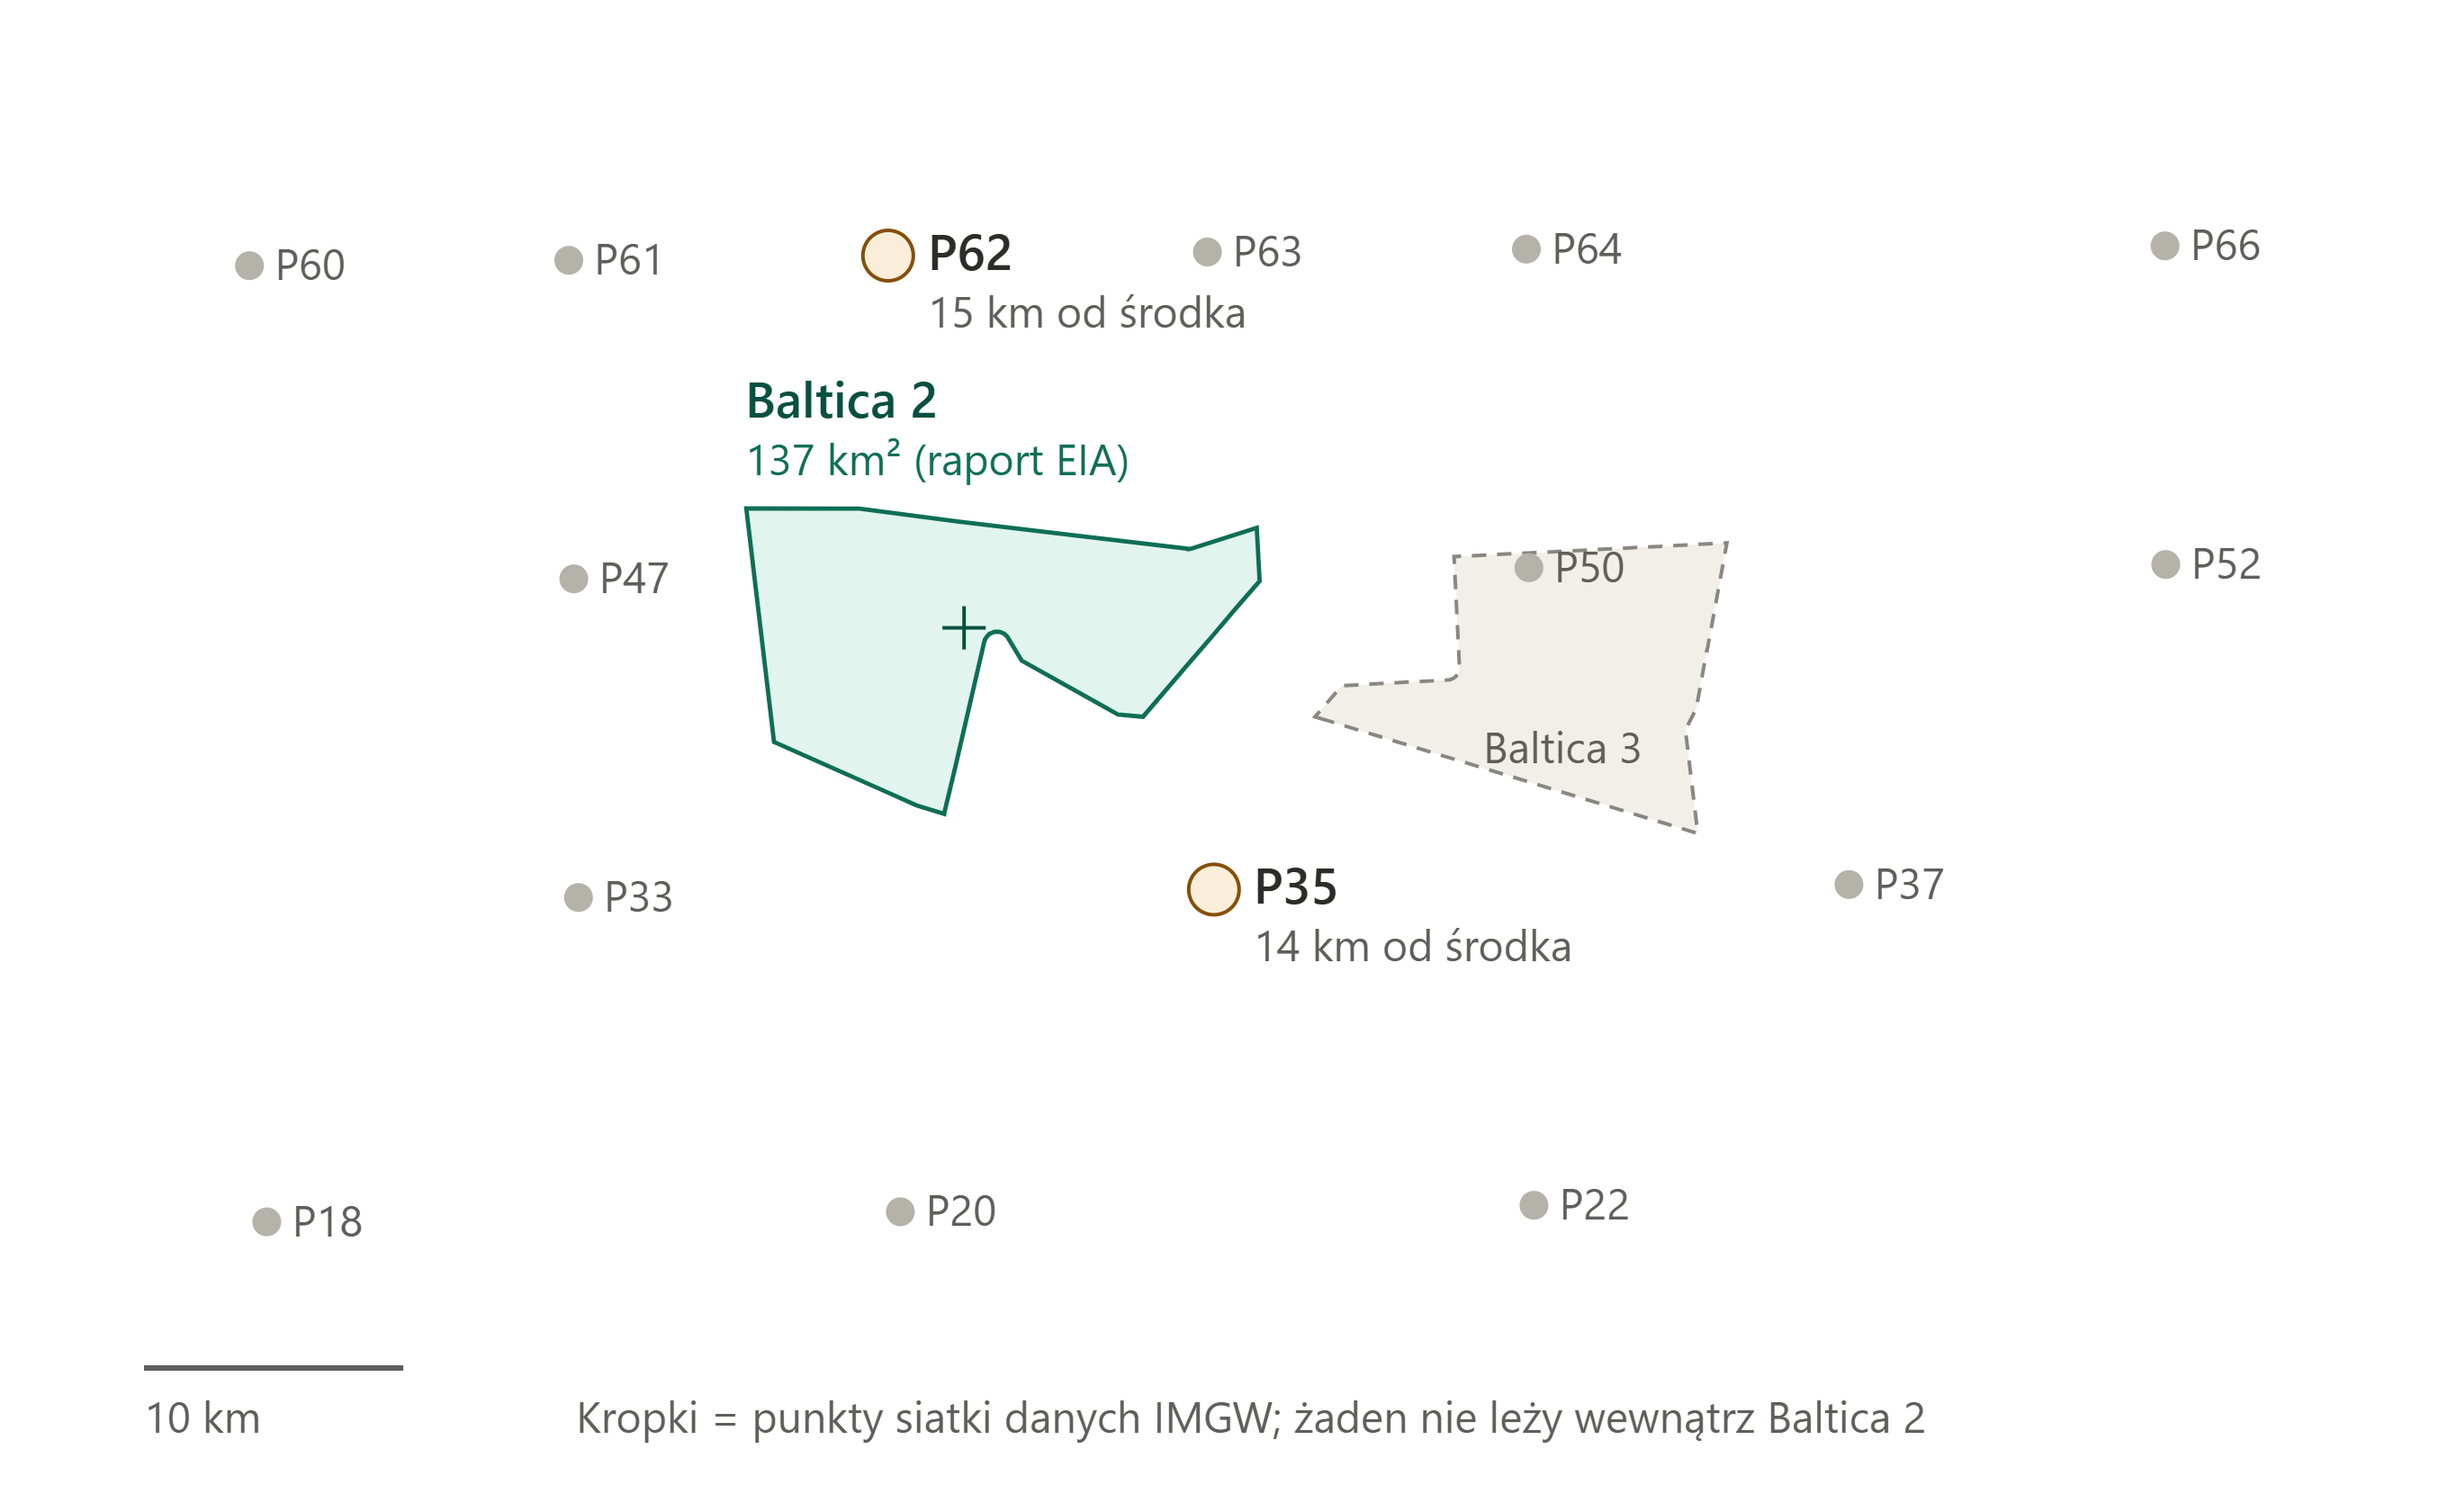 P60
P61
P62
P63
P64
P66
15 km od środka
Baltica 2
137 km² (raport EIA)
P47
P50
P52
Baltica 3
P33
P35
P37
14 km od środka
P18
P20
P22
10 km
Kropki = punkty siatki danych IMGW; żaden nie leży wewnątrz Baltica 2